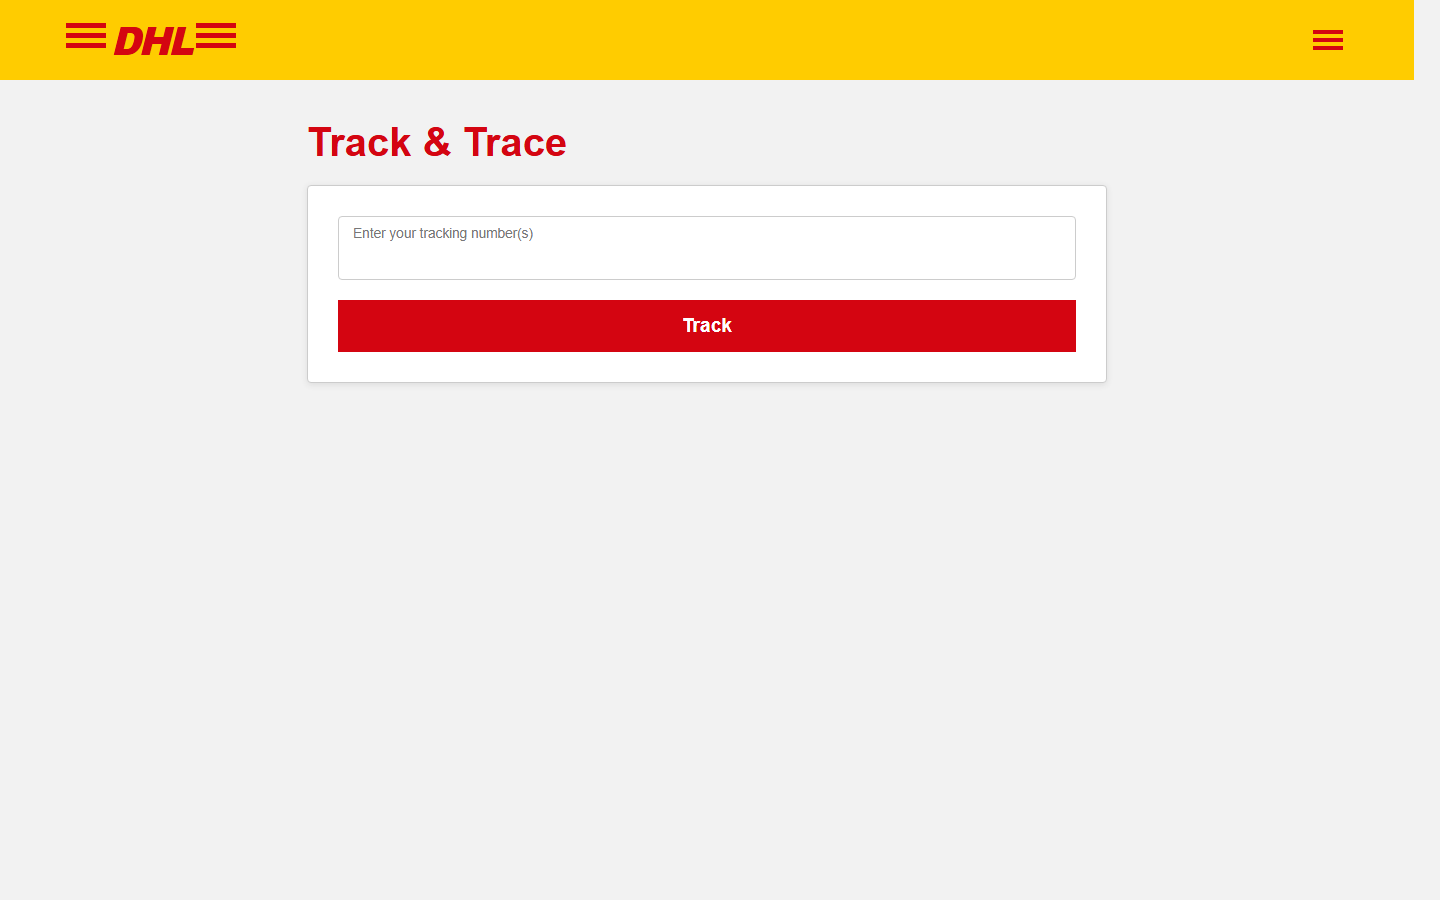 DHL
Track & Trace
Enter your tracking number(s)
Track